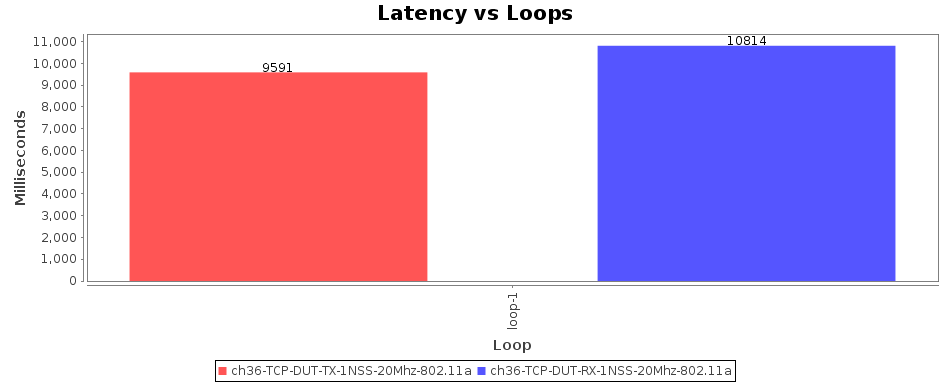 Latency vs Loops
11,000
10,000
9,000
8,000
7,000
6,000
5,000
4,000
3,000
2,000
1,000
0
Milliseconds
9591
10814
loop-1
Loop
ch36-TCP-DUT-TX-1NSS-20Mhz-802.11a
ch36-TCP-DUT-RX-1NSS-20Mhz-802.11a